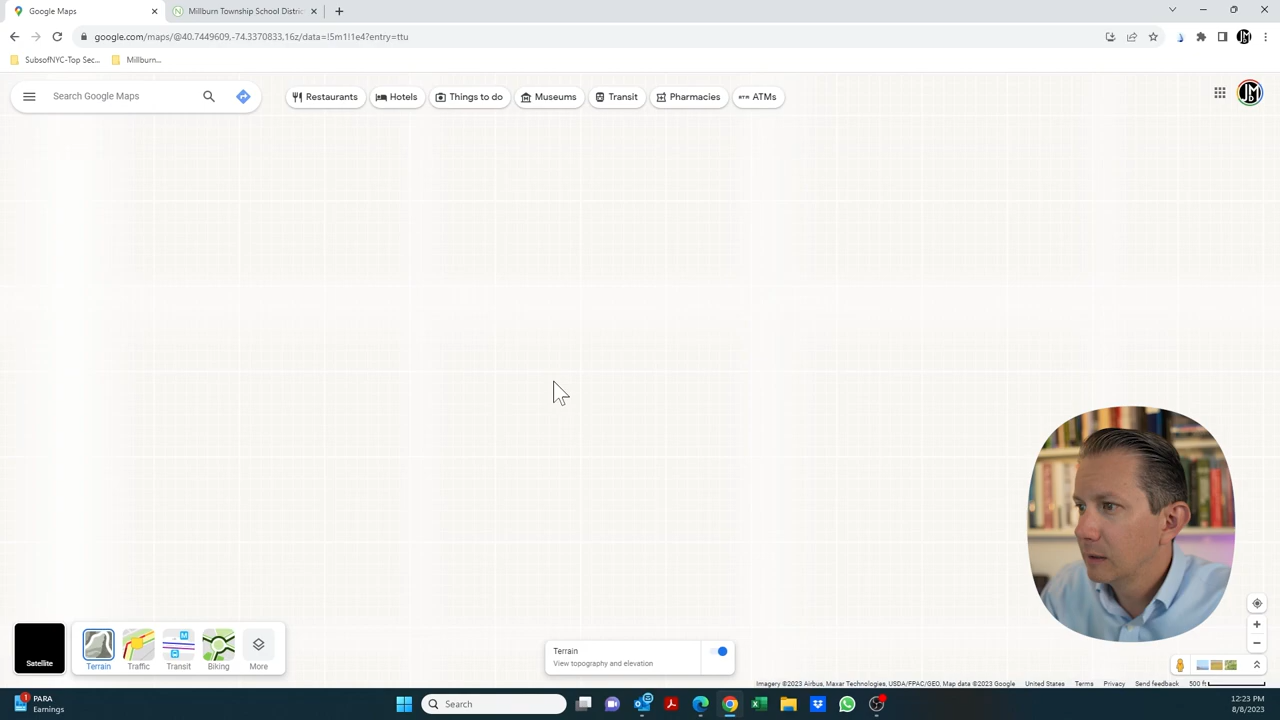 Google Maps
Millburn Township School Distric
google.com/maps/@40.7449609,-74.3370833,16z/data=!5m1!1e4?entry=ttu
SubsofNYC-Top Sec...
Millburn...
Search Google Maps
Restaurants
Hotels
Things to do
Museums
Transit
Pharmacies
ATM
ATMs
JM
Satellite
Terrain
Traffic
M
Transit
Biking
More
Terrain
View topography and elevation
Imagery ©2023 Airbus, Maxar Technologies, USDA/FPAC/GEO, Map data ©2023 Google
United States
Terms
Privacy
Send feedback
500 ft
1
PARA
Earnings
Search
12:23 PM
8/8/2023